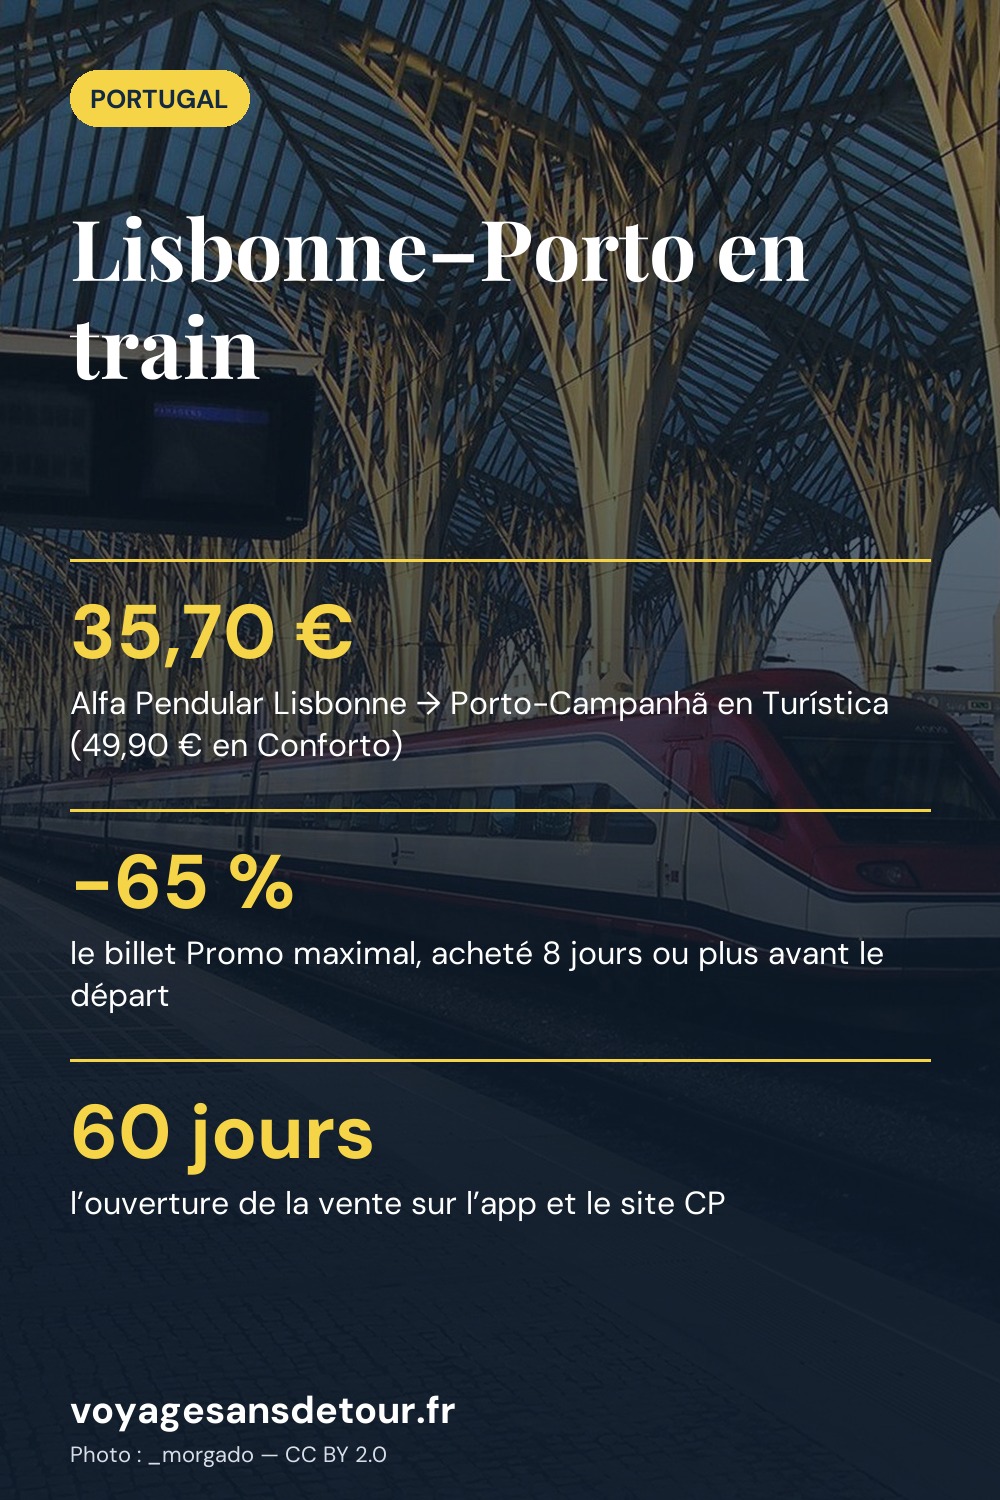 PORTUGAL
Lisbonne–Porto en
train
35,70 €
Alfa Pendular Lisbonne → Porto-Campanhã en Turística
(49,90 € en Conforto)
–65 %
le billet Promo maximal, acheté 8 jours ou plus avant le
départ
60 jours
l’ouverture de la vente sur l’app et le site CP
voyagesansdetour.fr
Photo : _morgado — CC BY 2.0